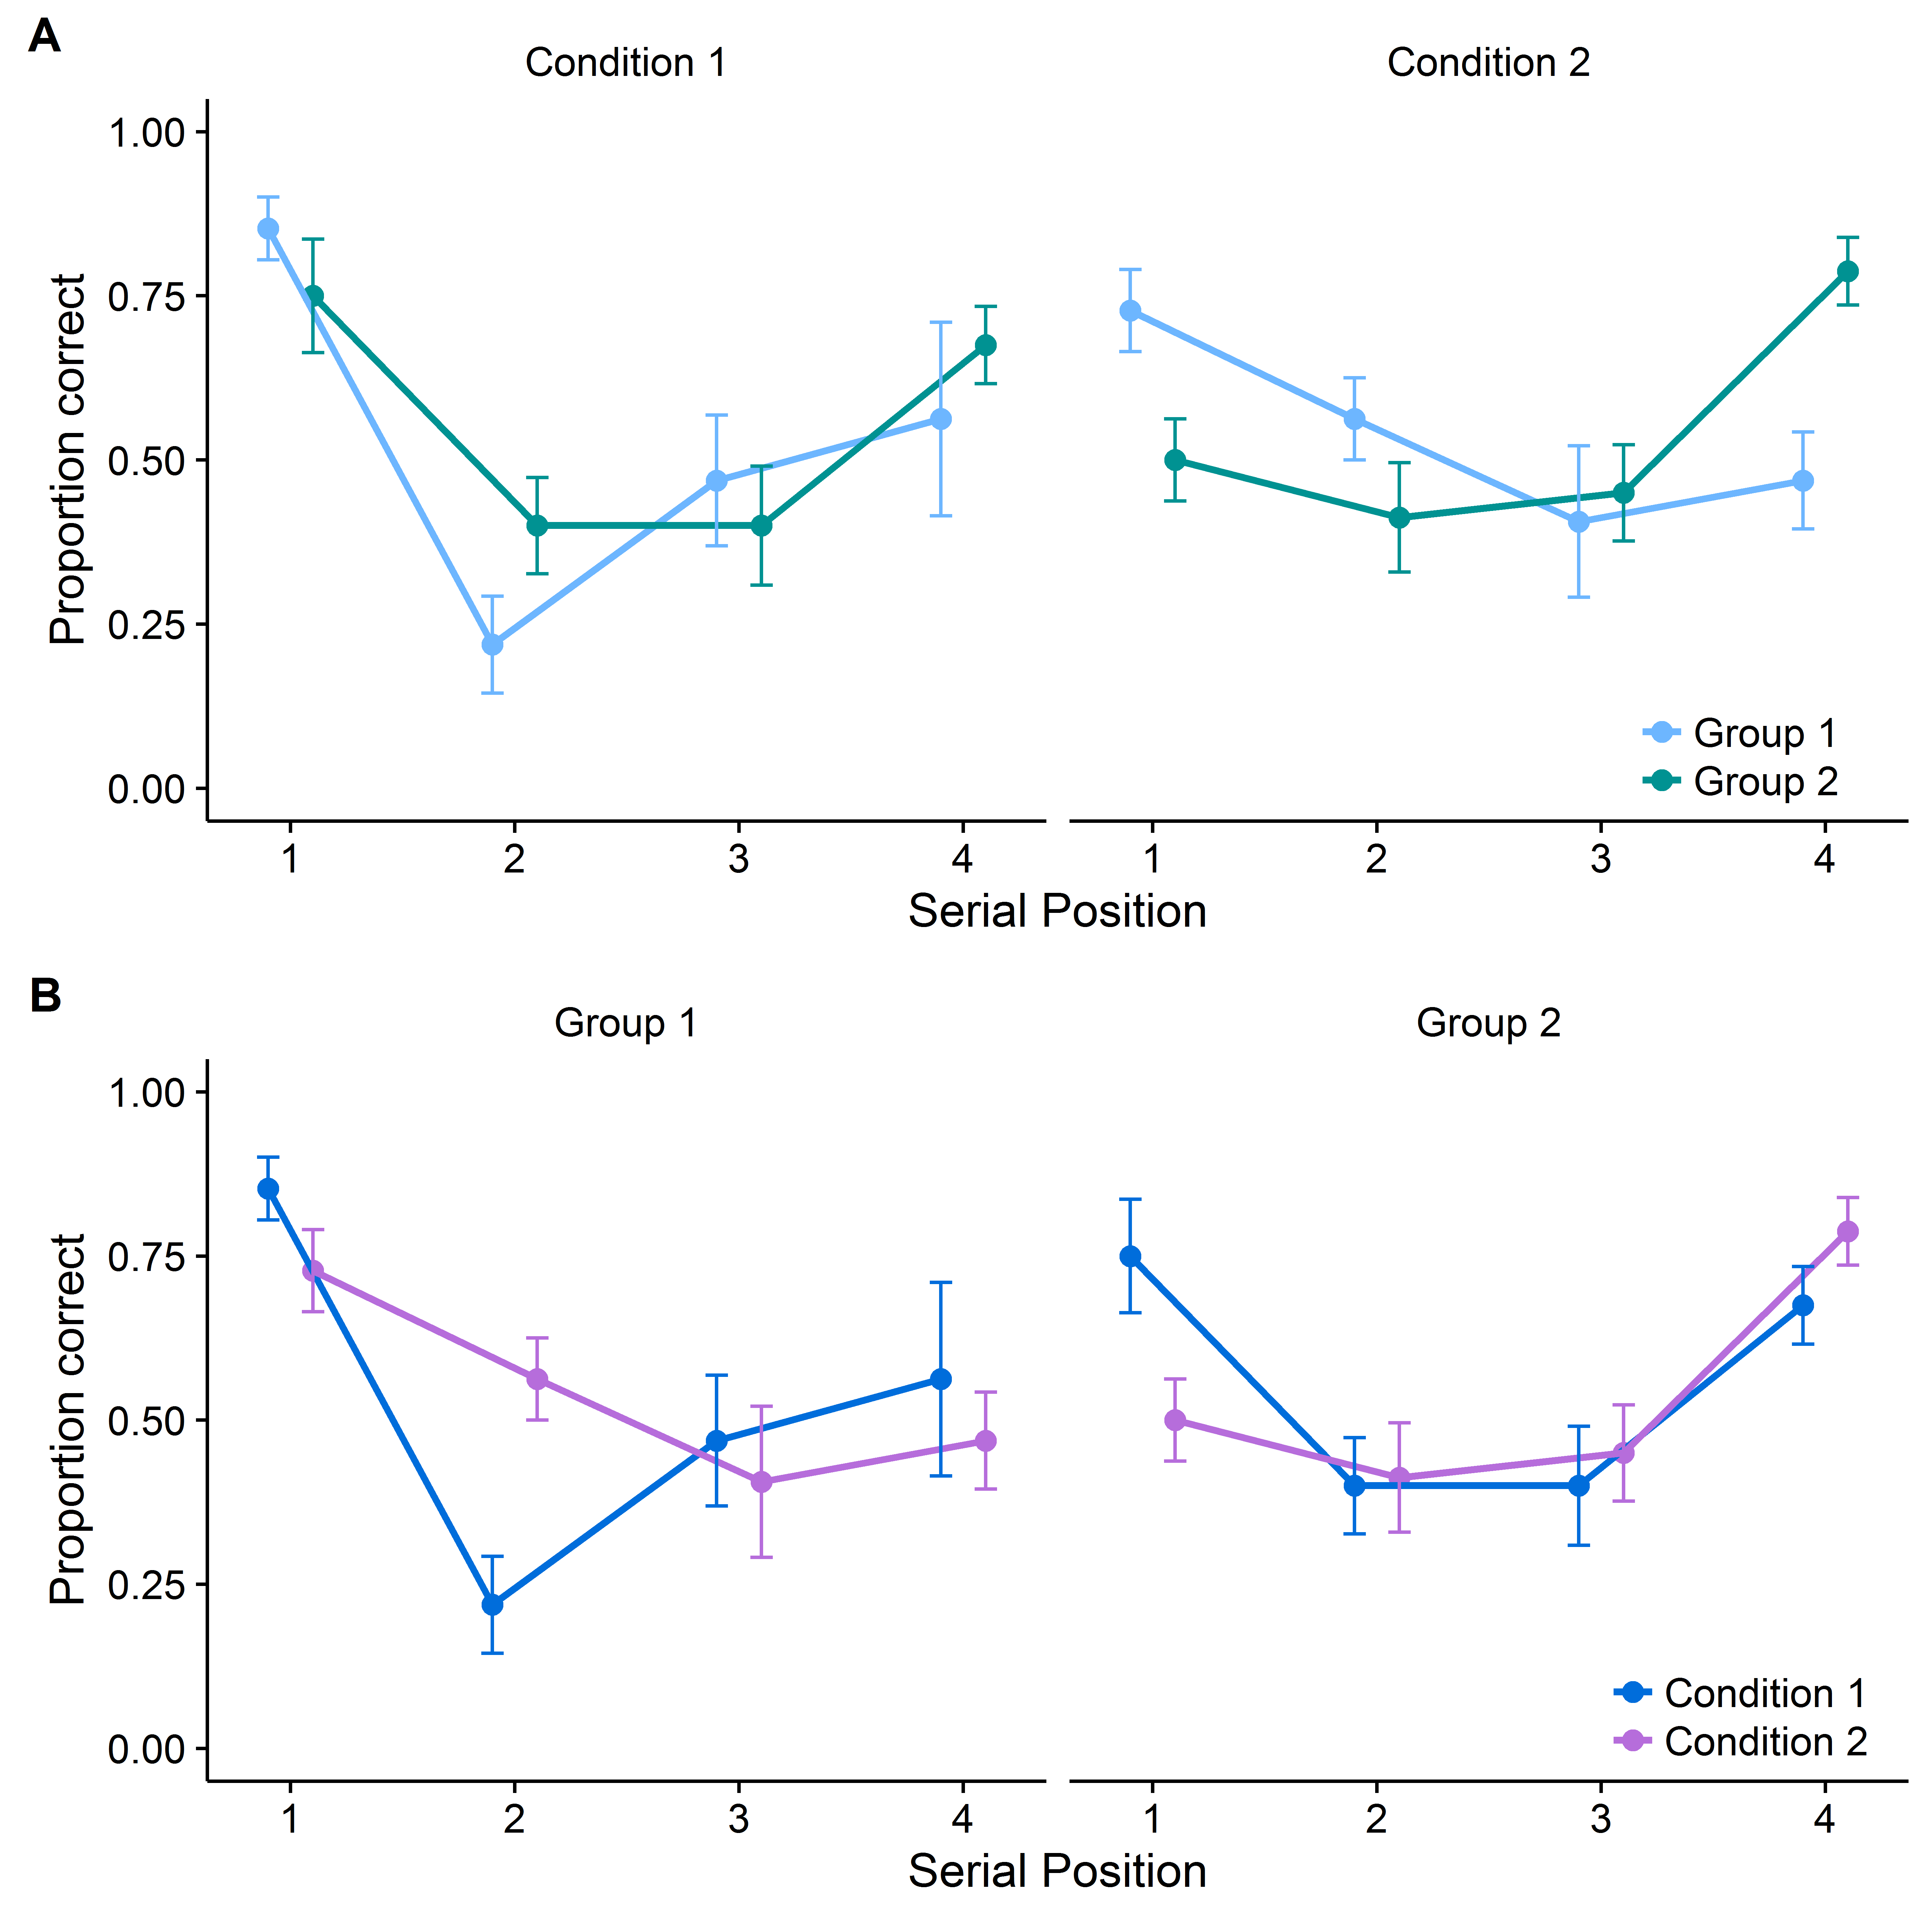 A
Condition 1
Condition 2
Proportion correct
1.00
0.75
0.50
0.25
0.00
Group 1
Group 2
1 2 3 4 1 2 3 4
Serial Position
B
Group 1
Group 2
Proportion correct
1.00
0.75
0.50
0.25
0.00
Condition 1
Condition 2
1 2 3 4 1 2 3 4
Serial Position